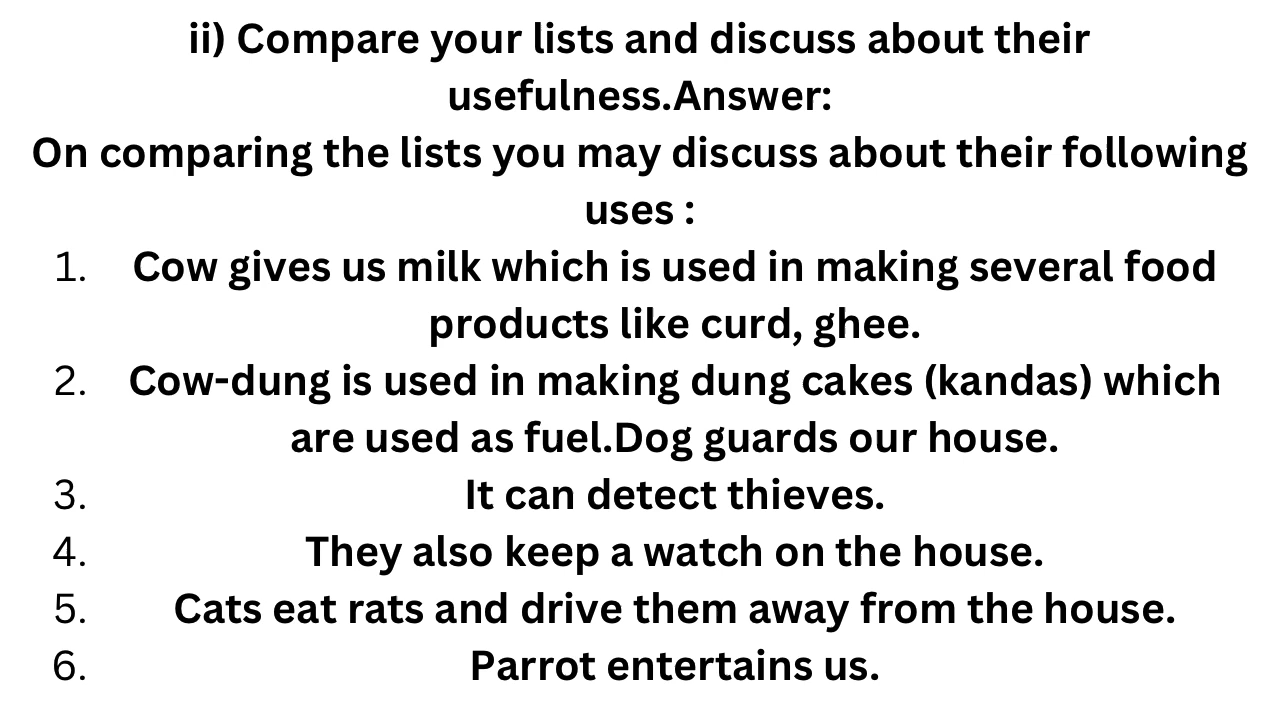 ii) Compare your lists and discuss about their
usefulness.Answer:
On comparing the lists you may discuss about their following
uses :
1. Cow gives us milk which is used in making several food
products like curd, ghee.
2. Cow-dung is used in making dung cakes (kandas) which
are used as fuel.Dog guards our house.
3. It can detect thieves.
4. They also keep a watch on the house.
5. Cats eat rats and drive them away from the house.
6. Parrot entertains us.